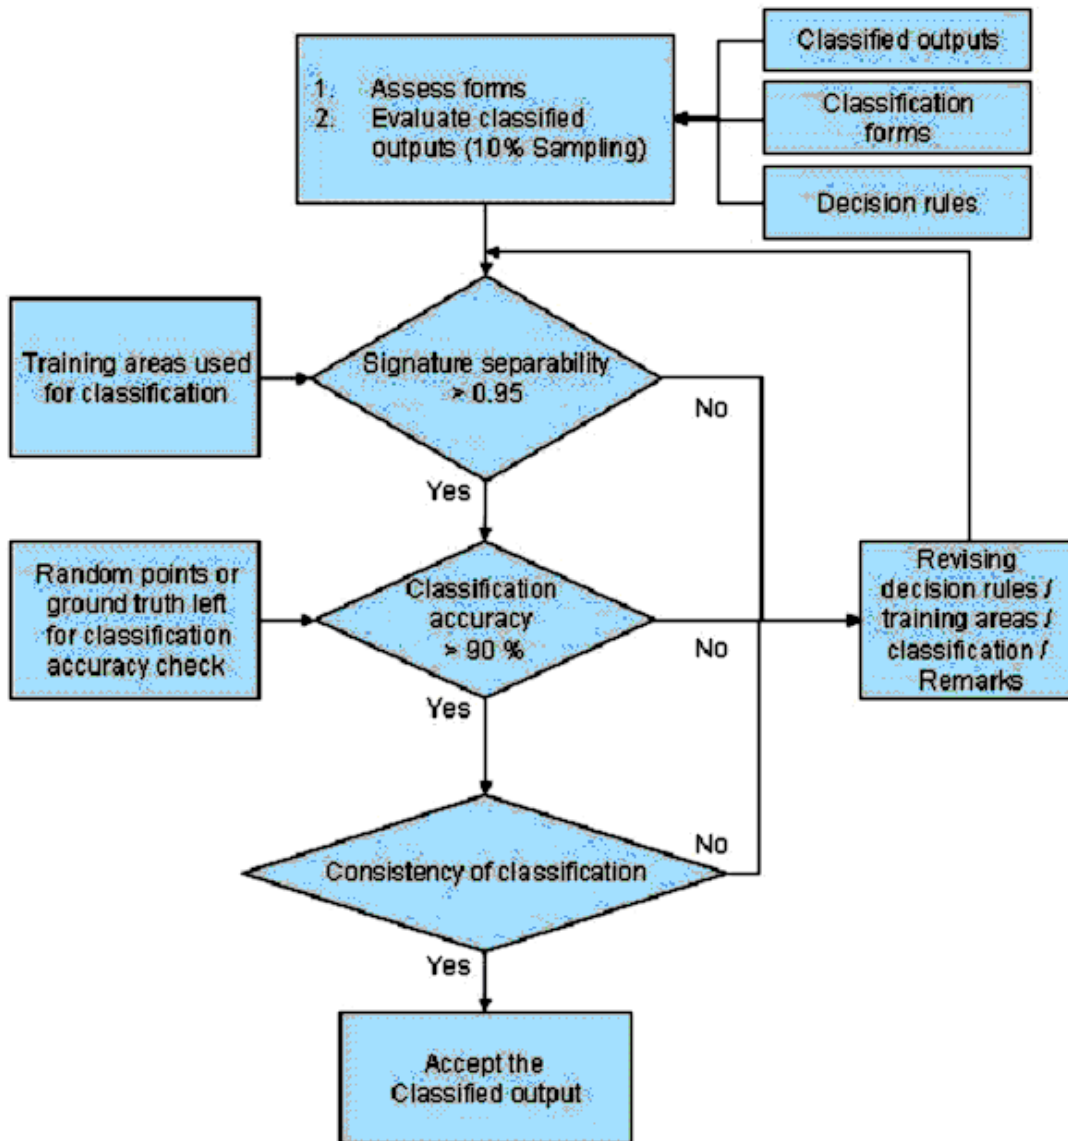 1. Assess forms
2. Evaluate classified
outputs (10% Sampling)
Classified outputs
Classification
forms
Decision rules
Training areas used
for classification
Signature separability
> 0.95
No
Yes
Random points or
ground truth left
for classification
accuracy check
Classification
accuracy
> 90 %
No
Yes
Revising
decision rules /
training areas /
classification /
Remarks
Consistency of classification
No
Yes
Accept the
Classified output